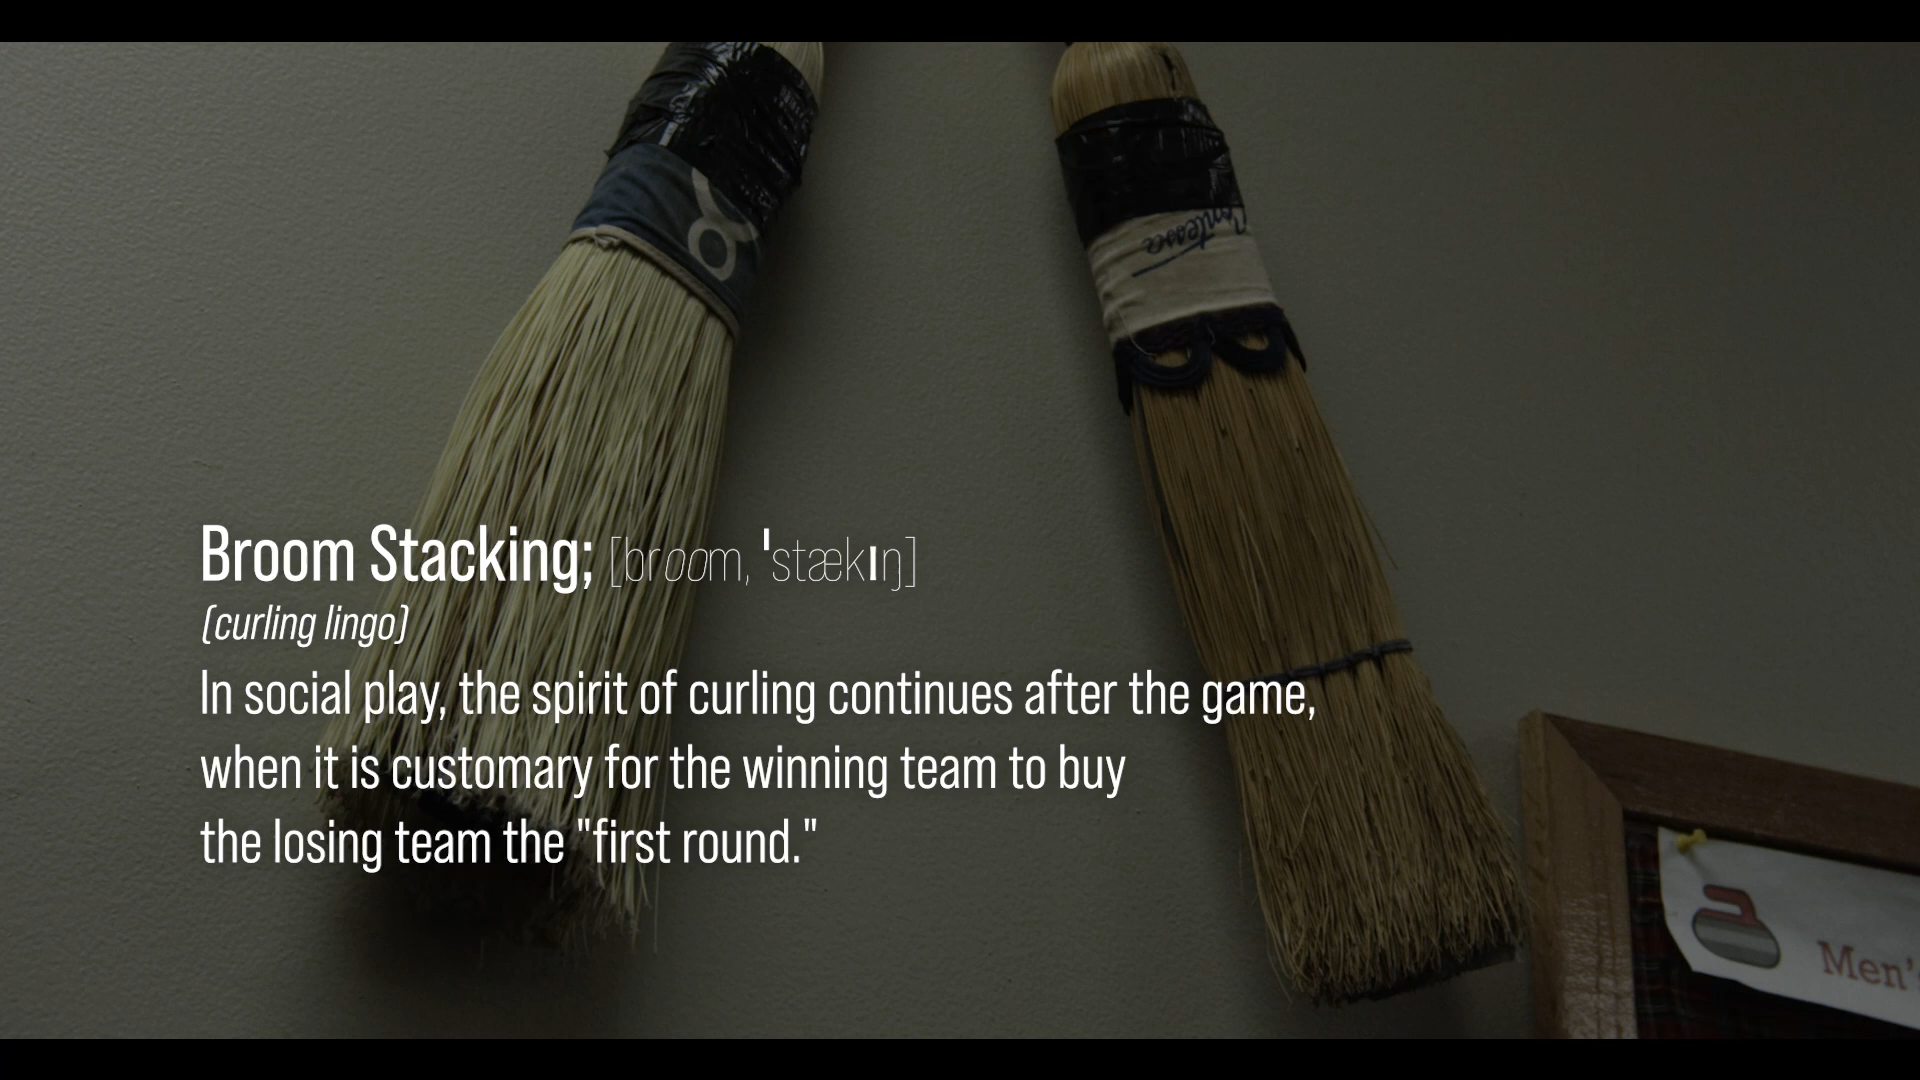 Contessa
Broom Stacking; [broom, ˈstækɪŋ]
(curling lingo)
In social play, the spirit of curling continues after the game,
when it is customary for the winning team to buy
the losing team the "first round."
Men's